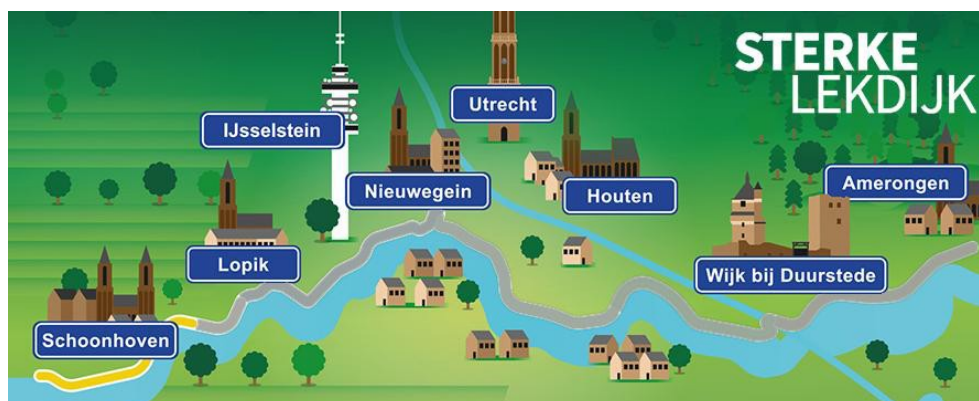 STERKE
LEKDIJK
Utrecht
IJsselstein
Nieuwegein
Houten
Amerongen
Lopik
Wijk bij Duurstede
Schoonhoven